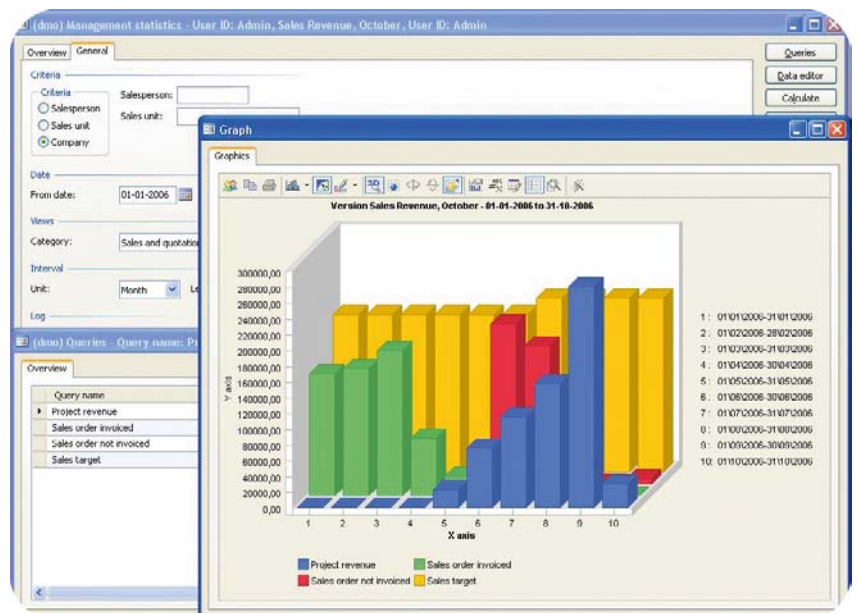 (dmo) Management statistics - User ID: Admin, Sales Revenue, October, User ID: Admin
Overview General
Queries
Data editor
Calculate
Criteria
Criteria
Salesperson
Sales unit
Company
Salesperson:
Sales unit:
Date
From date: 01-01-2006
Views
Category: Sales and quotation
Interval
Unit: Month Le
Log
(dmo) Queries - Query name: Pr
Overview
Query name
Project revenue
Sales order invoiced
Sales order not invoiced
Sales target
Graph
Graphics
3D
Version Sales Revenue, October - 01-01-2006 to 31-10-2006
300000,00
280000,00
260000,00
240000,00
220000,00
200000,00
180000,00
160000,00
140000,00
120000,00
100000,00
80000,00
60000,00
40000,00
20000,00
0,00
Y axis
1 2 3 4 5 6 7 8 9 10
X axis
1 : 01\01\2006-31\01\2006
2 : 01\02\2006-28\02\2006
3 : 01\03\2006-31\03\2006
4 : 01\04\2006-30\04\2006
5 : 01\05\2006-31\05\2006
6 : 01\06\2006-30\06\2006
7 : 01\07\2006-31\07\2006
8 : 01\08\2006-31\08\2006
9 : 01\09\2006-30\09\2006
10: 01\10\2006-31\10\2006
Project revenue Sales order invoiced
Sales order not invoiced Sales target